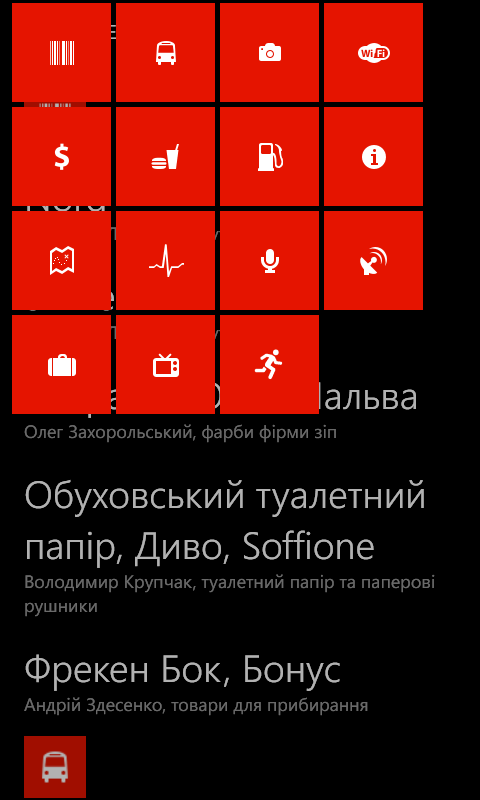 WiFi
$
альва
Олег Захорольський, фарби фірми зіп
Обуховський туалетний
папір, Диво, Soffione
Володимир Крупчак, туалетний папір та паперові
рушники
Фрекен Бок, Бонус
Андрій Здесенко, товари для прибирання